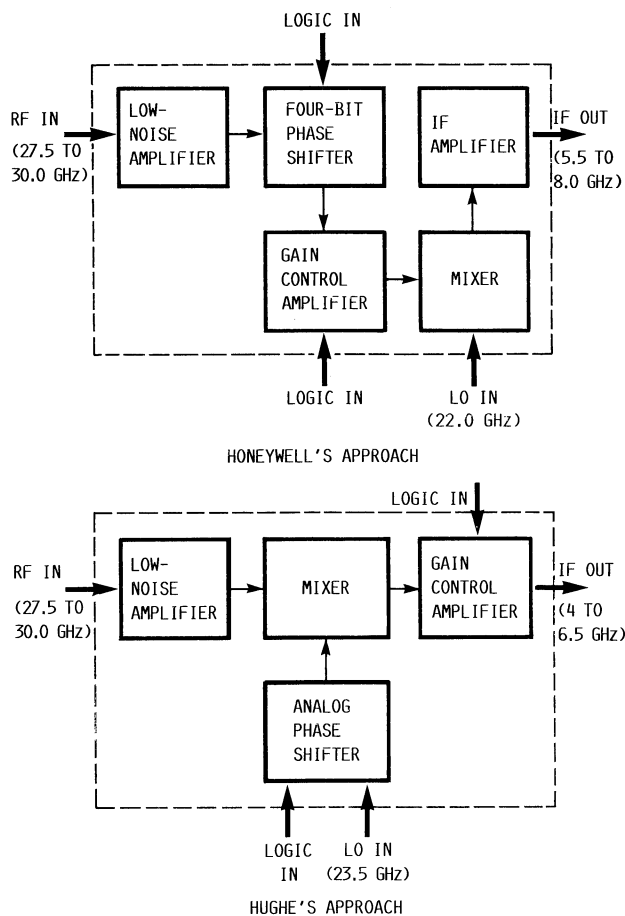 LOGIC IN
RF IN
(27.5 TO
30.0 GHz)
LOW-
NOISE
AMPLIFIER
FOUR-BIT
PHASE
SHIFTER
IF
AMPLIFIER
IF OUT
(5.5 TO
8.0 GHz)
GAIN
CONTROL
AMPLIFIER
MIXER
LOGIC IN
LO IN
(22.0 GHz)
HONEYWELL'S APPROACH
LOGIC IN
RF IN
(27.5 TO
30.0 GHz)
LOW-
NOISE
AMPLIFIER
MIXER
GAIN
CONTROL
AMPLIFIER
IF OUT
(4 TO
6.5 GHz)
ANALOG
PHASE
SHIFTER
LOGIC
IN
LO IN
(23.5 GHz)
HUGHE'S APPROACH